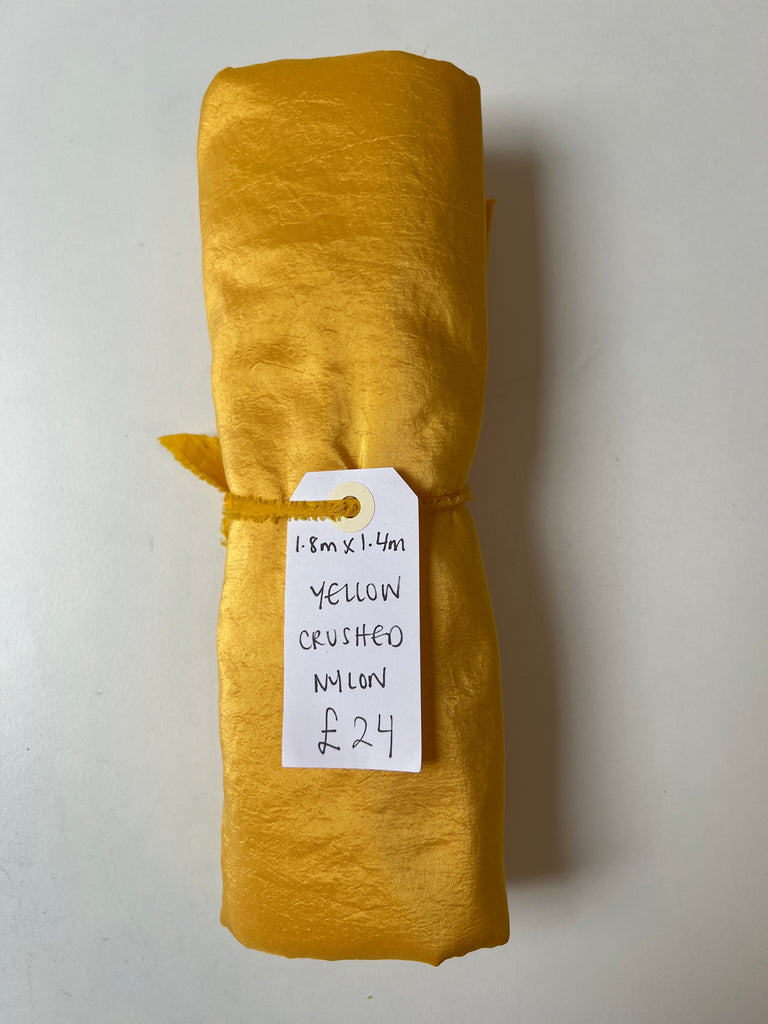 1.8m x 1.4m
YELLOW
CRUSHED
NYLON
£24